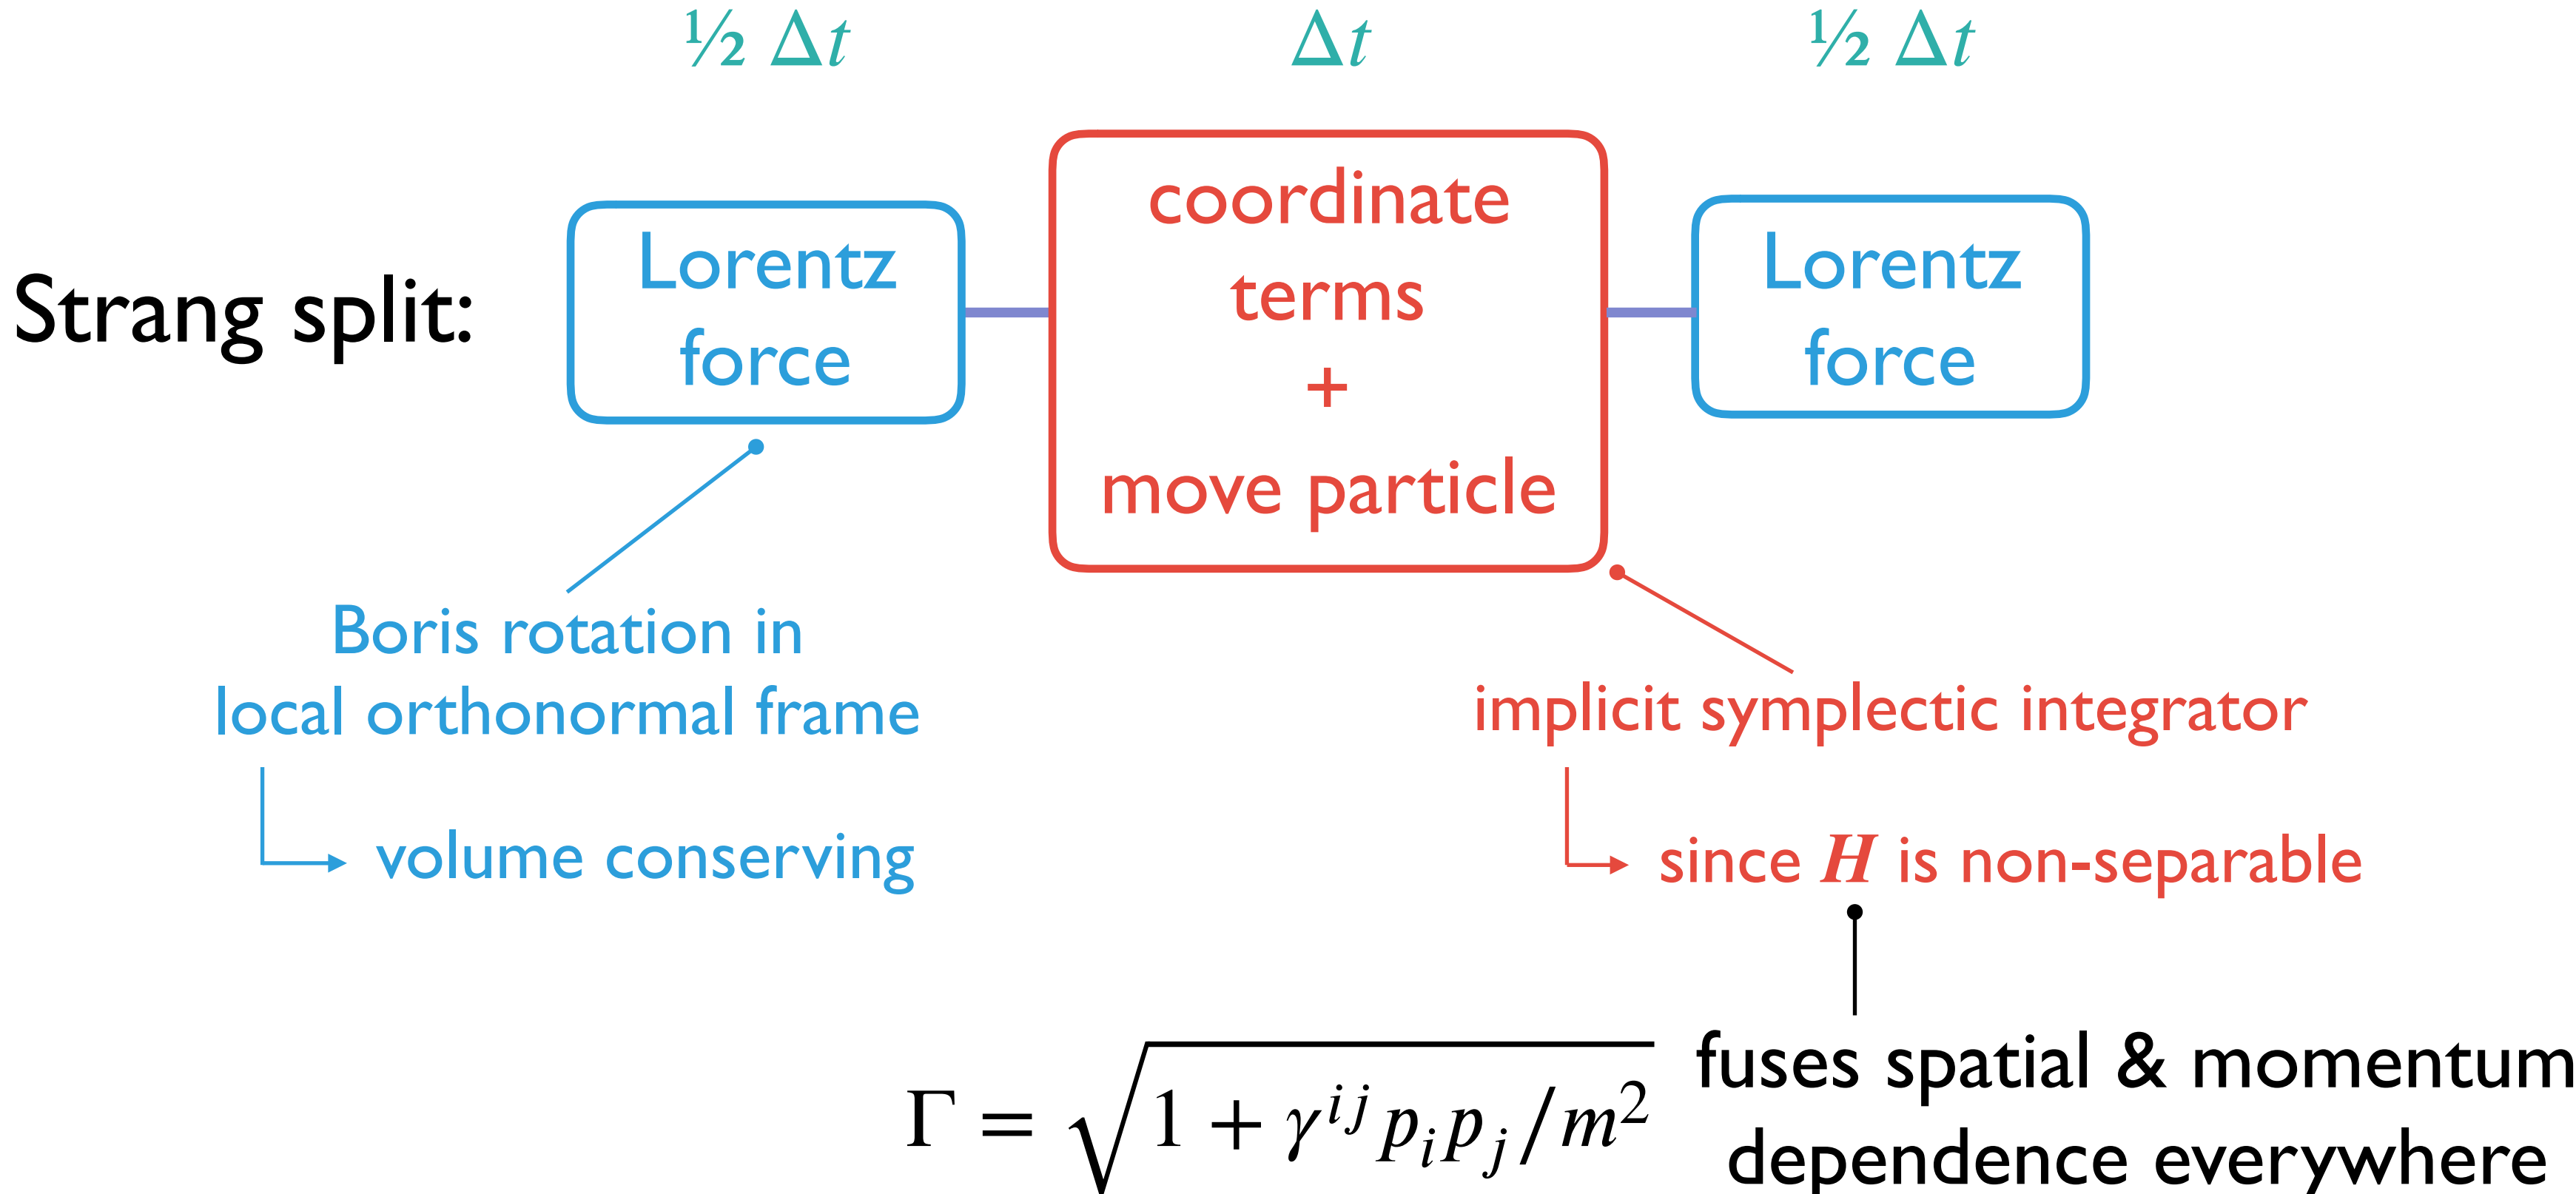 ½ Δt Δt ½ Δt
Strang split:
Lorentz
force
coordinate
terms
+
move particle
Lorentz
force
Boris rotation in
local orthonormal frame
volume conserving
implicit symplectic integrator
since H is non-separable
Γ = √(1 + γ^{ij} p_i p_j / m²)
fuses spatial & momentum
dependence everywhere